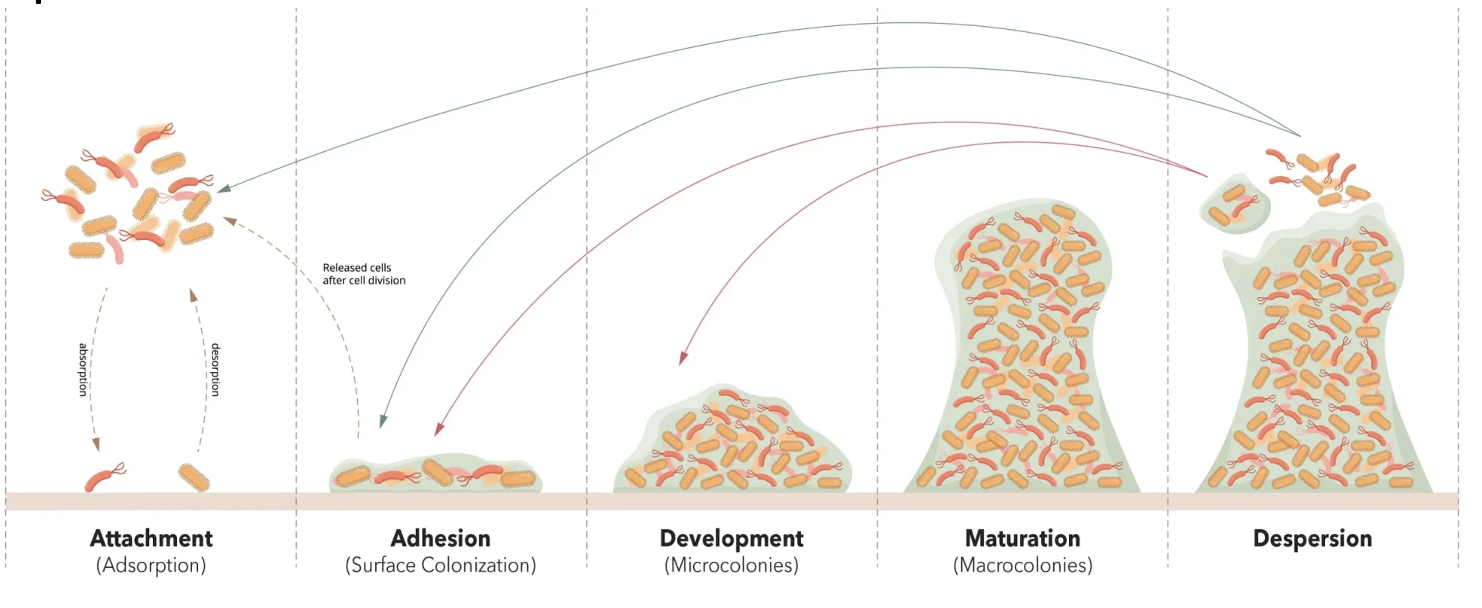 Released cells
after cell division
absorption
desorption
Attachment
(Adsorption)
Adhesion
(Surface Colonization)
Development
(Microcolonies)
Maturation
(Macrocolonies)
Despersion